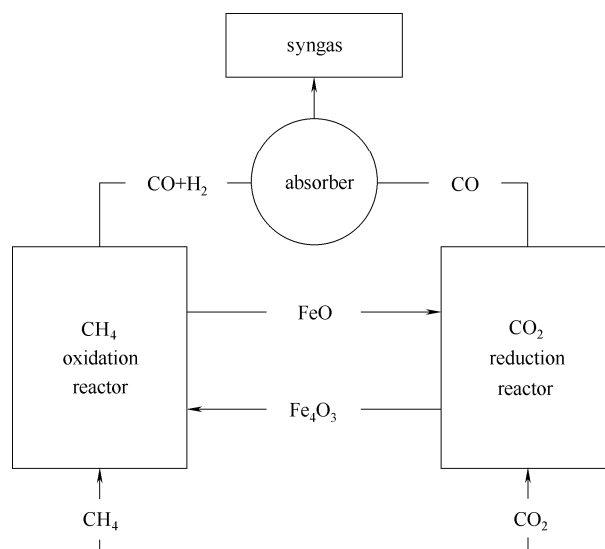 syngas
CO+H₂
absorber
CO
CH₄
oxidation
reactor
FeO
Fe₄O₃
CO₂
reduction
reactor
CH₄
CO₂